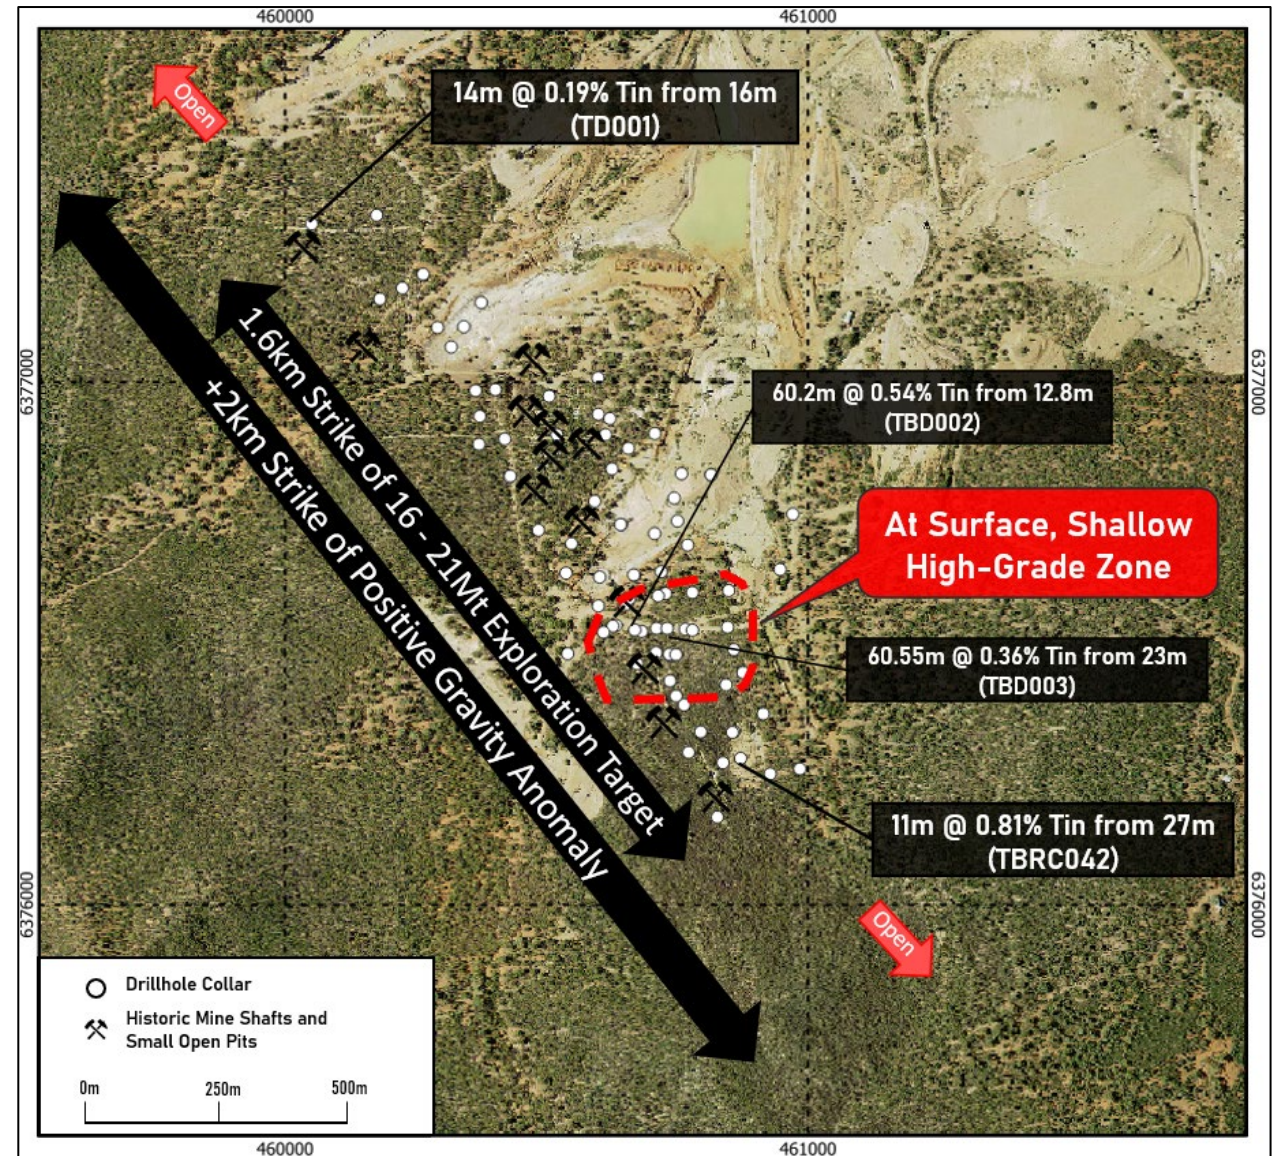 460000
461000
Open
14m @ 0.19% Tin from 16m
(TD001)
6377000
6377000
1.6km Strike of 16 - 21Mt Exploration Target
+2km Strike of Positive Gravity Anomaly
60.2m @ 0.54% Tin from 12.8m
(TBD002)
At Surface, Shallow
High-Grade Zone
60.55m @ 0.36% Tin from 23m
(TBD003)
11m @ 0.81% Tin from 27m
(TBRC042)
6376000
6376000
Open
Drillhole Collar
Historic Mine Shafts and
Small Open Pits
0m
250m
500m
460000
461000